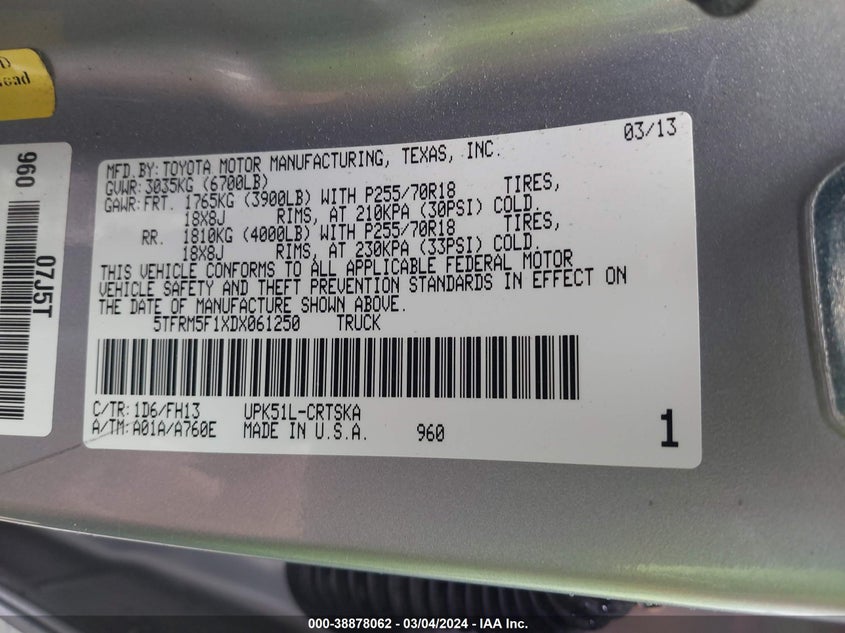 )
ead
960
07J5T
03/13
MFD.BY: TOYOTA MOTOR MANUFACTURING, TEXAS, INC.
GVWR: 3035KG (6700LB)
GAWR: FRT. 1765KG (3900LB) WITH P255/70R18 TIRES,
18X8J RIMS, AT 210KPA (30PSI) COLD.
RR. 1810KG (4000LB) WITH P255/70R18 TIRES,
18X8J RIMS, AT 230KPA (33PSI) COLD.
THIS VEHICLE CONFORMS TO ALL APPLICABLE FEDERAL MOTOR
VEHICLE SAFETY AND THEFT PREVENTION STANDARDS IN EFFECT ON
THE DATE OF MANUFACTURE SHOWN ABOVE.
5TFRM5F1XDX061250 TRUCK
C/TR: 1D6/FH13 UPK51L-CRTSKA
A/TM: A01A/A760E MADE IN U.S.A. 960
1
000-38878062 - 03/04/2024 - IAA Inc.